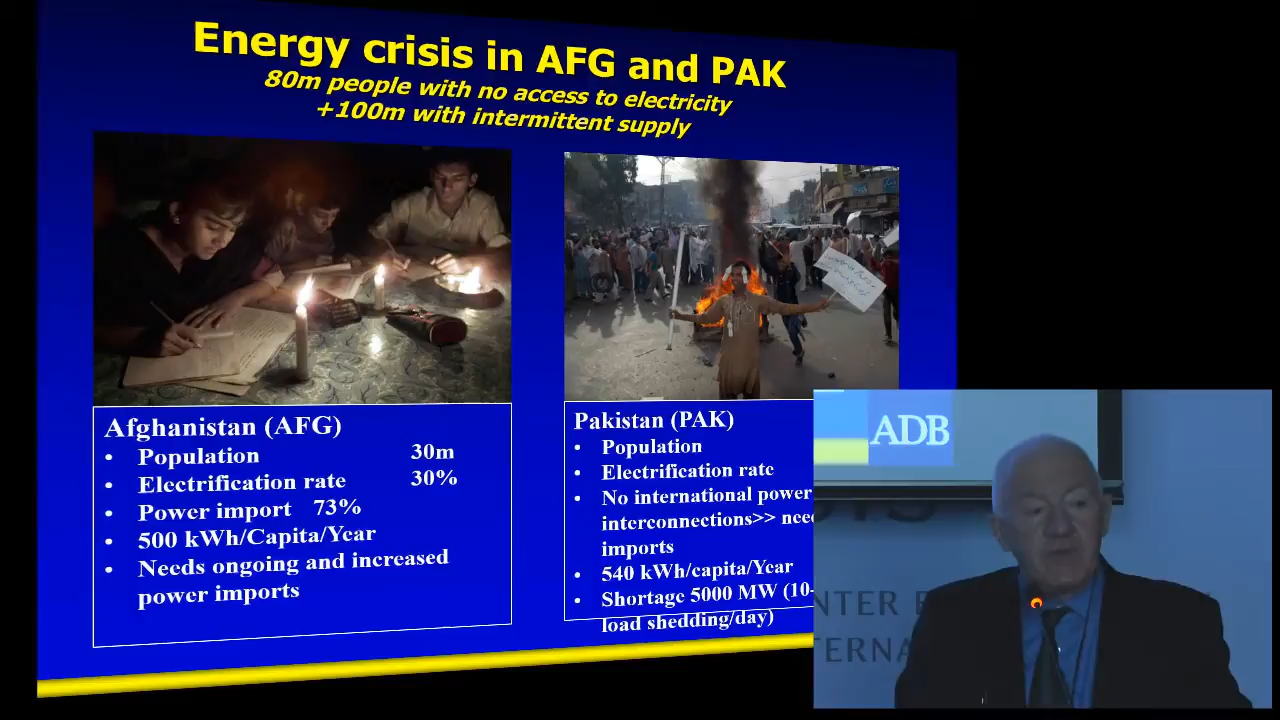 Energy crisis in AFG and PAK
80m people with no access to electricity
+100m with intermittent supply
Afghanistan (AFG)
• Population 30m
• Electrification rate 30%
• Power import 73%
• 500 kWh/Capita/Year
• Needs ongoing and increased
power imports
Pakistan (PAK)
• Population
• Electrification rate
• No international power
interconnections>>
imports
• 540 kWh/capita/Year
• Shortage 5000 MW (10-
load shedding/day)
ADB